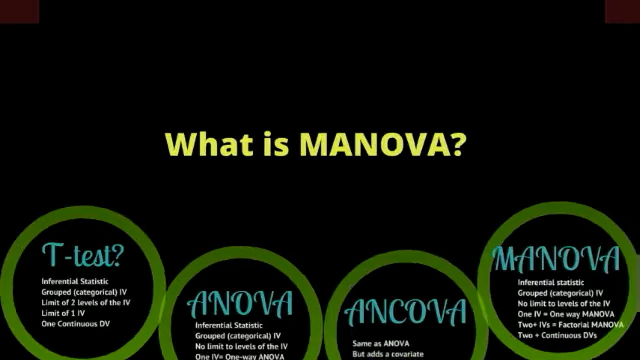 What is MANOVA?
T-test?
Inferential Statistic
Grouped (categorical) IV
Limit of 2 levels of the IV
Limit of 1 IV
One Continuous DV
ANOVA
Inferential Statistic
Grouped (categorical) IV
No limit to levels of the IV
One IV= One-way ANOVA
ANCOVA
Same as ANOVA
But adds a covariate
MANOVA
Inferential statistic
Grouped (categorical) IV
No limit to levels of IV
One IV = One way MANOVA
Two+ IVs = Factorial MANOVA
Two + Continuous DVs